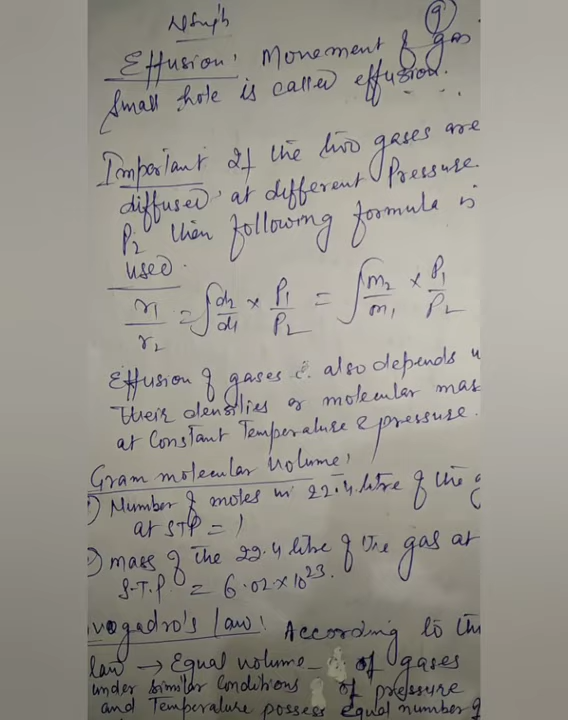 9
Effusion: Movement of gas
Small hole is called effusion.
Important If the two gases are
diffused at different Pressure
P2 then following formula is
used.
r1/r2 = ∫d2/d1 × P1/P2 = ∫m2/m1 × P1/P2
Effusion of gases is also depends u
their densities or molecular mas
at Constant Temperature & pressure.
Gram molecular Volume:
) Number of moles in 22.4 litre of the g
at STP = 1
) mass of the 22.4 litre of the gas at
S.T.P = 6.02×10^23.
vogadro's law: According to this
law → Equal volume of gases
under similar Conditions of pressure
and Temperature possess equal number of